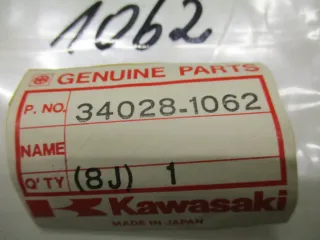 1062
GENUINE PARTS
P. NO. 34028-1062
NAME
Q'TY (8J) 1
Kawasaki
MADE IN JAPAN